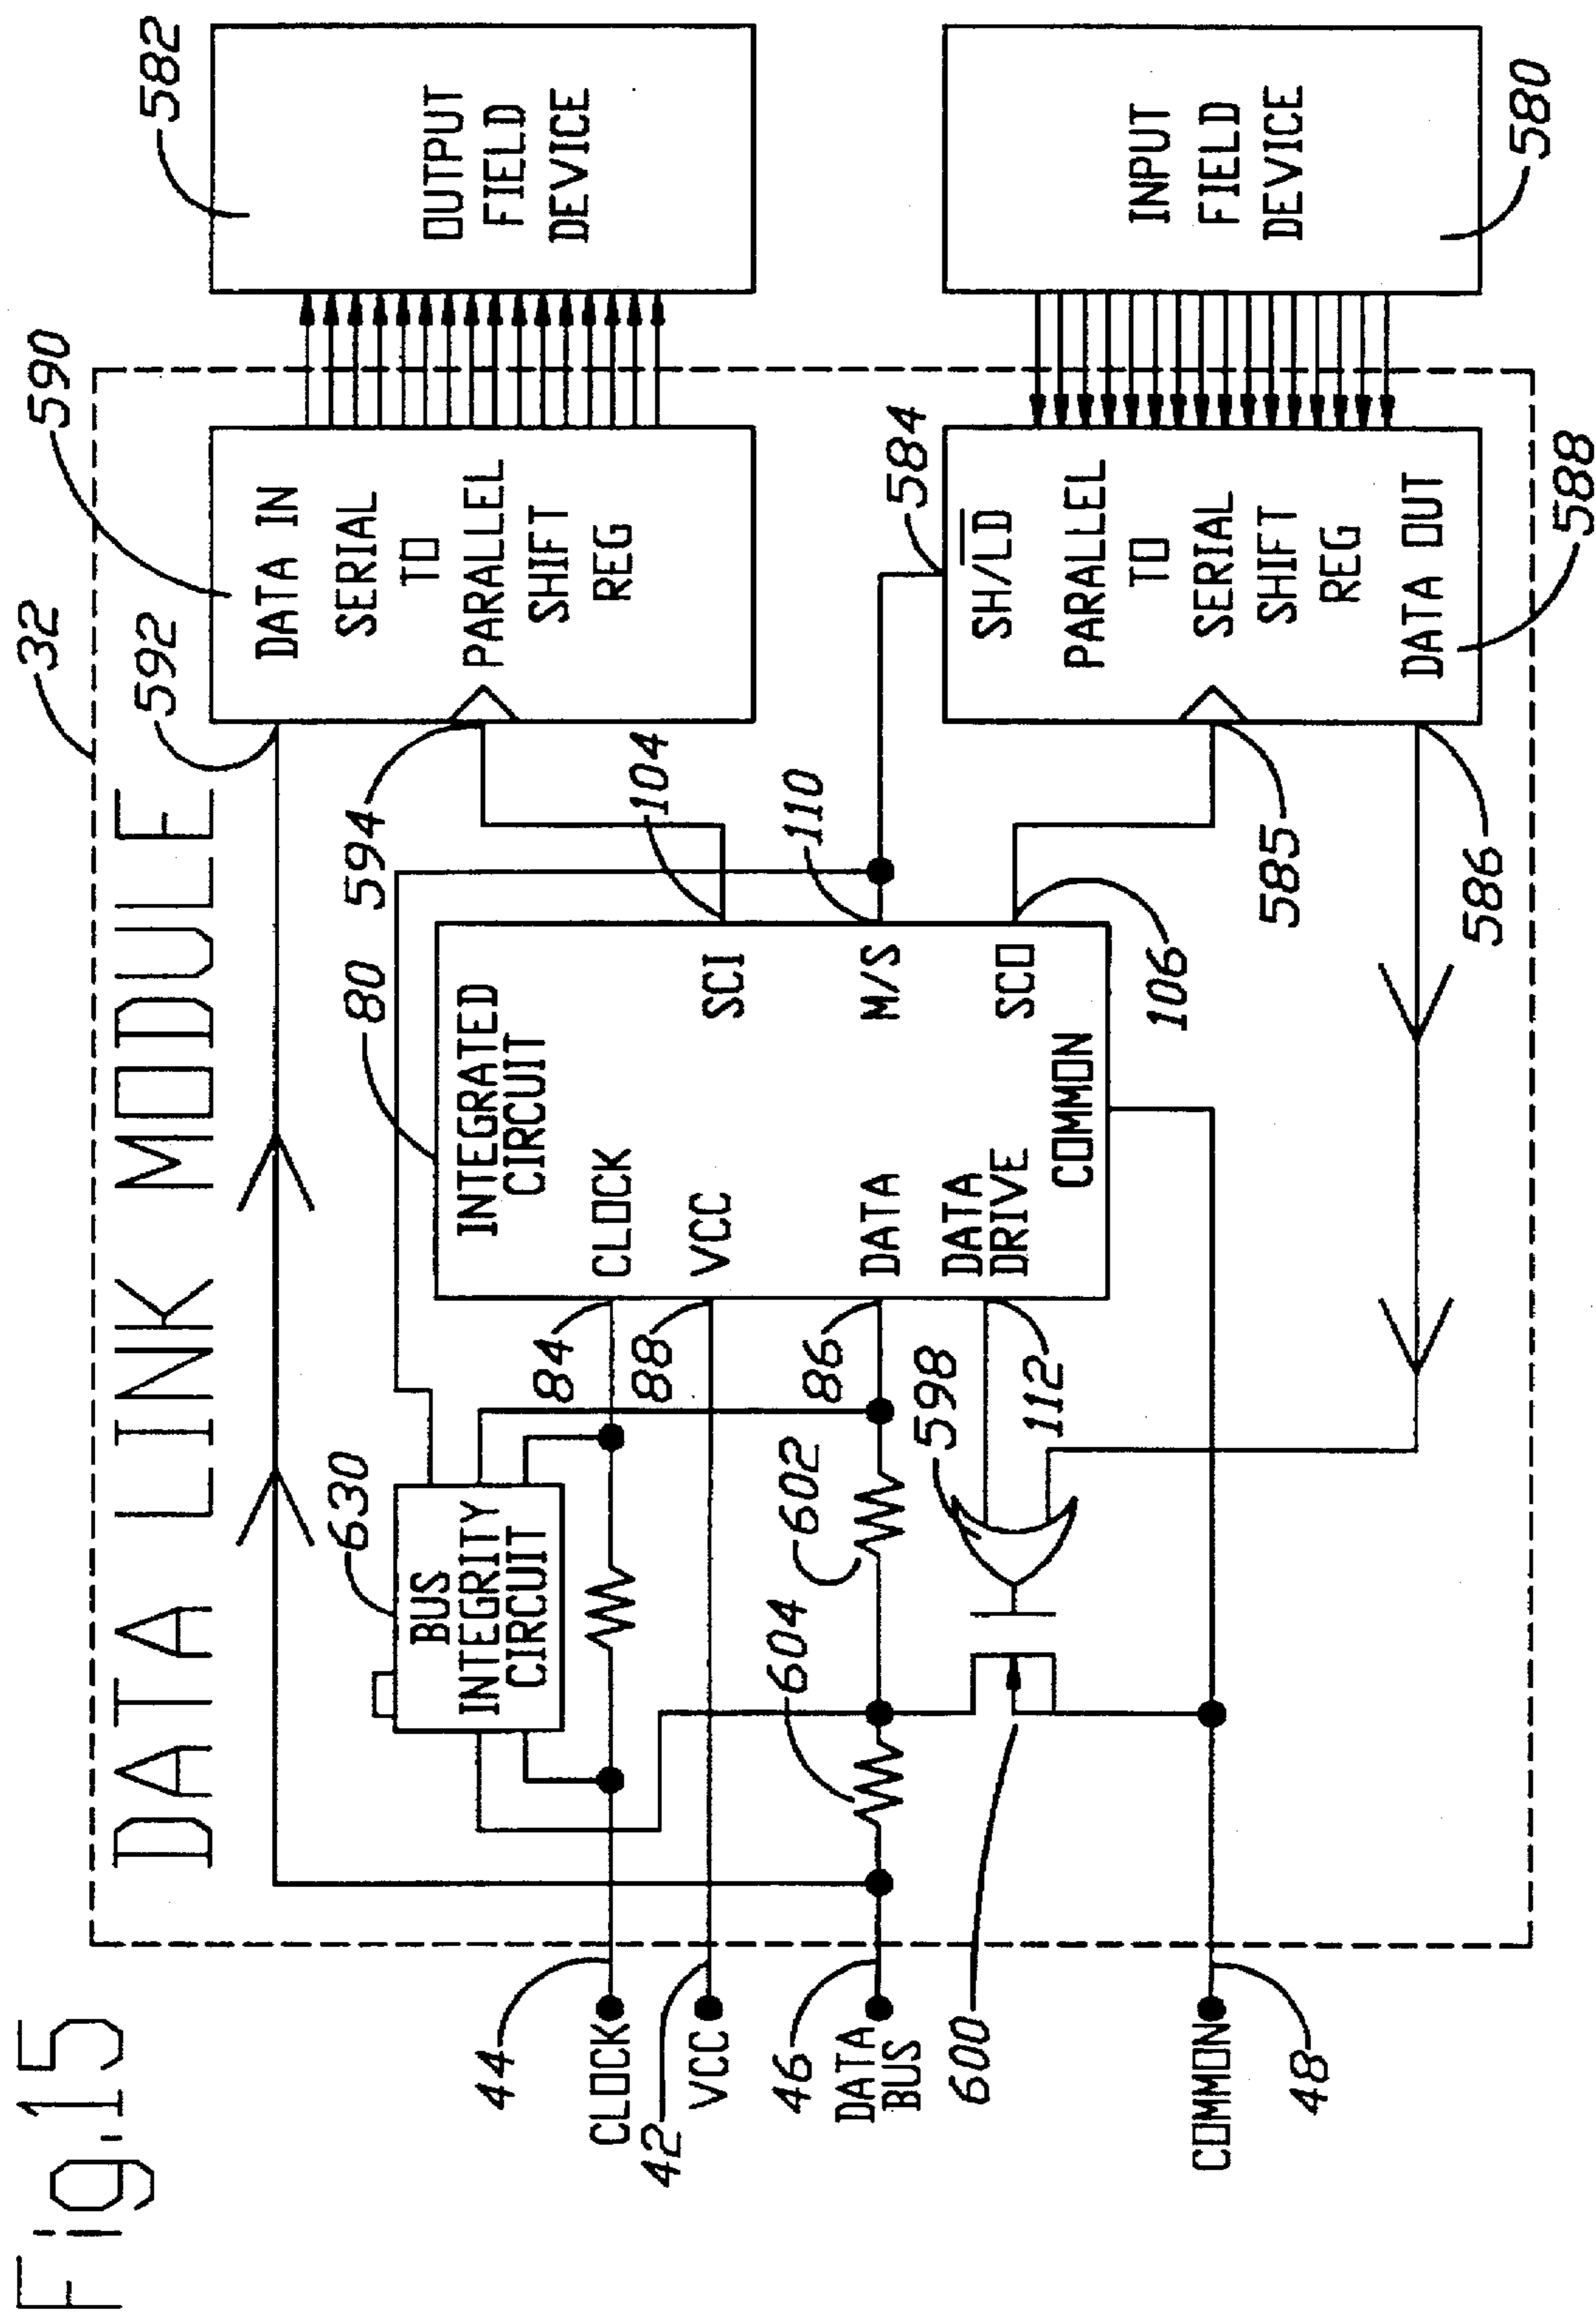 Fig.15
DATA LINK MODULE
32
590
592
582
DATA IN
SERIAL
TO
PARALLEL
SHIFT
REG
OUTPUT
FIELD
DEVICE
594
104
110
80
630
BUS
INTEGRITY
CIRCUIT
INTEGRATED
CIRCUIT
CLOCK
VCC
DATA
DATA
DRIVE
COMMON
SCI
M/S
SCO
84
88
86
598
112
602
604
600
106
584
SH/LD
PARALLEL
TO
SERIAL
SHIFT
REG
DATA OUT
585
586
588
INPUT
FIELD
DEVICE
580
44
CLOCK
42
VCC
46
DATA
BUS
COMMON
48